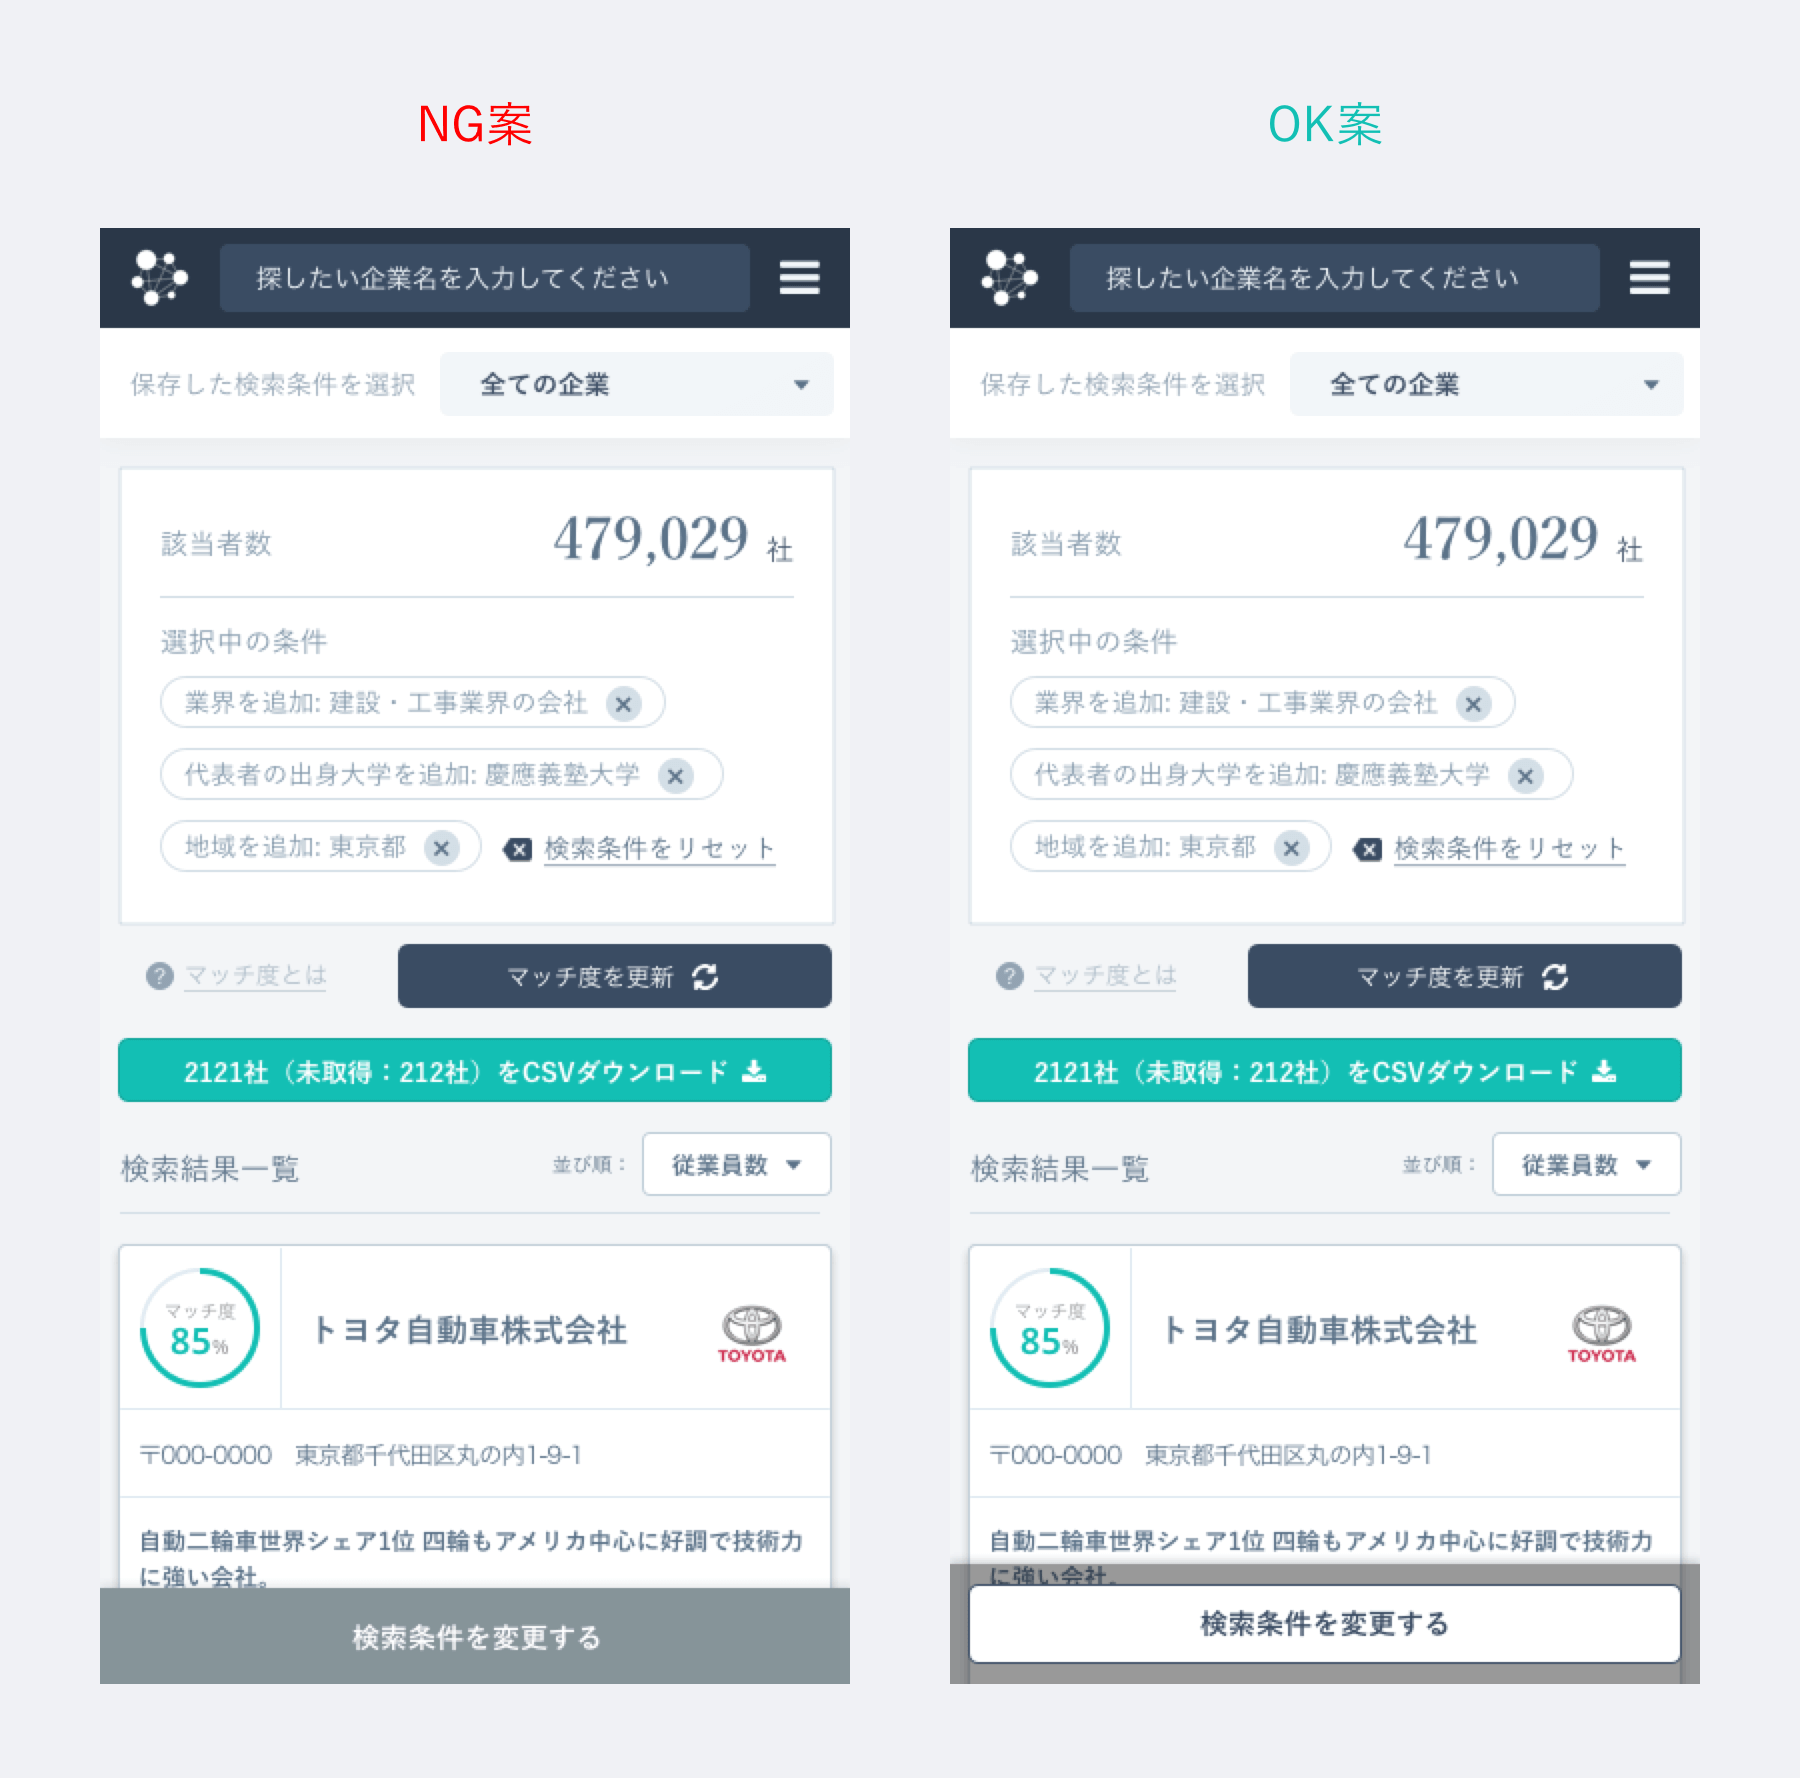 NG案
探したい企業名を入力してください
保存した検索条件を選択 全ての企業
該当者数 479,029 社
選択中の条件
業界を追加: 建設・工事業界の会社
代表者の出身大学を追加: 慶應義塾大学
地域を追加: 東京都 検索条件をリセット
? マッチ度とは マッチ度を更新
2121社（未取得：212社）をCSVダウンロード
検索結果一覧 並び順： 従業員数
マッチ度
85%
トヨタ自動車株式会社
TOYOTA
〒000-0000 東京都千代田区丸の内1-9-1
自動二輪車世界シェア1位 四輪もアメリカ中心に好調で技術力
に強い会社。
検索条件を変更する
OK案
探したい企業名を入力してください
保存した検索条件を選択 全ての企業
該当者数 479,029 社
選択中の条件
業界を追加: 建設・工事業界の会社
代表者の出身大学を追加: 慶應義塾大学
地域を追加: 東京都 検索条件をリセット
? マッチ度とは マッチ度を更新
2121社（未取得：212社）をCSVダウンロード
検索結果一覧 並び順： 従業員数
マッチ度
85%
トヨタ自動車株式会社
TOYOTA
〒000-0000 東京都千代田区丸の内1-9-1
自動二輪車世界シェア1位 四輪もアメリカ中心に好調で技術力
に強い会社。
検索条件を変更する